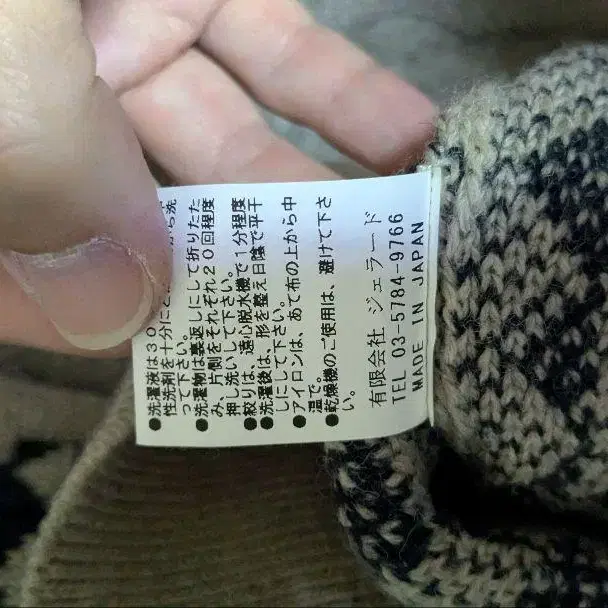 ●洗濯液は３０
性洗剤を十分に
って下さい。
●洗濯物は裏返しにして折りたた
み、片側をそれぞれ２０回程度
押し洗いして下さい。
●絞りは、遠心脱水機で１分程度
●洗濯後は、形を整え日陰で平干
しにして下さい。
●アイロンは、あて布の上から中
温で。
●乾燥機のご使用は、避けて下さ
い。
有限会社 ジェラード
TEL 03-5784-9766
MADE IN JAPAN